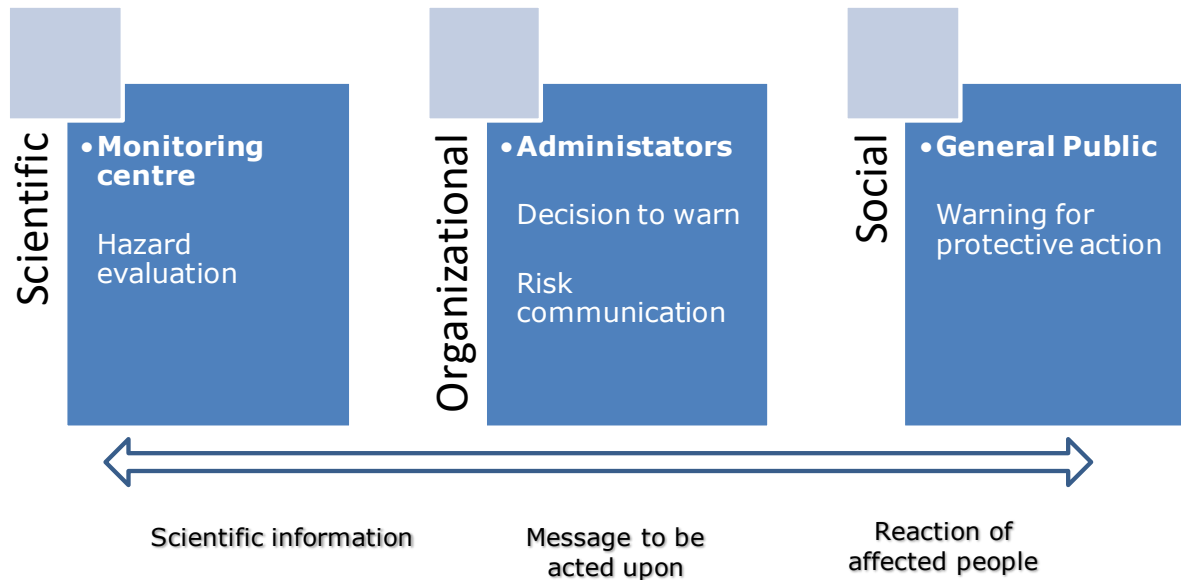 Scientific
•Monitoring
centre
Hazard
evaluation
Organizational
•Administators
Decision to warn
Risk
communication
Social
•General Public
Warning for
protective action
Scientific information
Message to be
acted upon
Reaction of
affected people